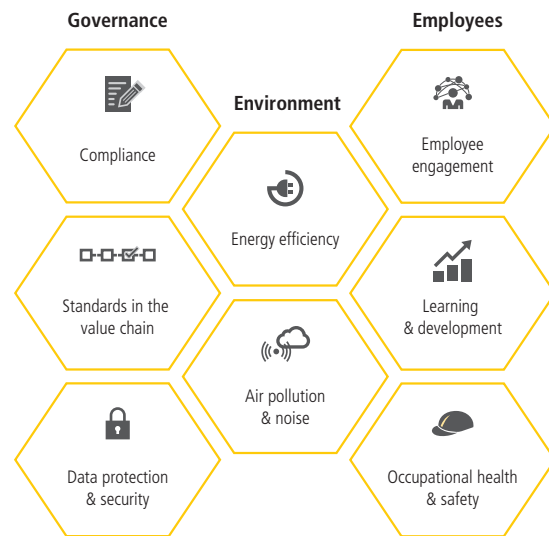 Governance
Compliance
Standards in the
value chain
Data protection
& security
Environment
Energy efficiency
Air pollution
& noise
Employees
Employee
engagement
Learning
& development
Occupational health
& safety